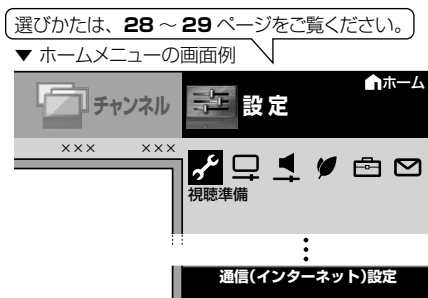 選びかたは、28 ~ 29 ページをご覧ください。
▼ ホームメニューの画面例
ホーム
チャンネル 設定
××× ×××
視聴準備
通信(インターネット)設定